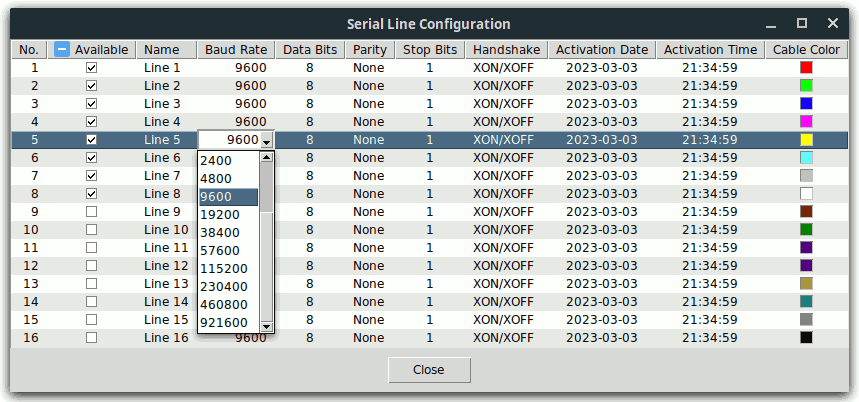 Serial Line Configuration
No. Available Name Baud Rate Data Bits Parity Stop Bits Handshake Activation Date Activation Time Cable Color
1 Line 1 9600 8 None 1 XON/XOFF 2023-03-03 21:34:59
2 Line 2 9600 8 None 1 XON/XOFF 2023-03-03 21:34:59
3 Line 3 9600 8 None 1 XON/XOFF 2023-03-03 21:34:59
4 Line 4 9600 8 None 1 XON/XOFF 2023-03-03 21:34:59
5 Line 5 9600 8 None 1 XON/XOFF 2023-03-03 21:34:59
6 Line 6 2400 8 None 1 XON/XOFF 2023-03-03 21:34:59
7 Line 7 4800 8 None 1 XON/XOFF 2023-03-03 21:34:59
8 Line 8 9600 8 None 1 XON/XOFF 2023-03-03 21:34:59
9 Line 9 19200 8 None 1 XON/XOFF 2023-03-03 21:34:59
10 Line 10 38400 8 None 1 XON/XOFF 2023-03-03 21:34:59
11 Line 11 57600 8 None 1 XON/XOFF 2023-03-03 21:34:59
12 Line 12 115200 8 None 1 XON/XOFF 2023-03-03 21:34:59
13 Line 13 230400 8 None 1 XON/XOFF 2023-03-03 21:34:59
14 Line 14 460800 8 None 1 XON/XOFF 2023-03-03 21:34:59
15 Line 15 921600 8 None 1 XON/XOFF 2023-03-03 21:34:59
16 Line 16 9600 8 None 1 XON/XOFF 2023-03-03 21:34:59
Close